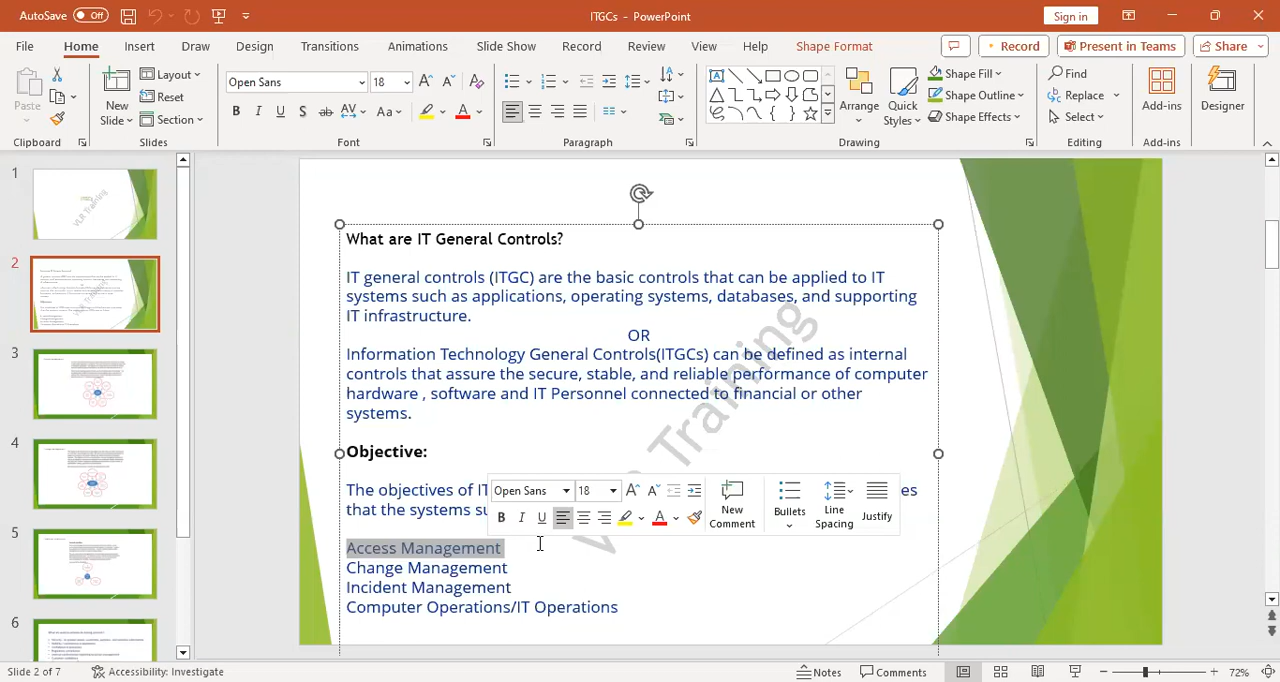 AutoSave Off
ITGCs - PowerPoint
Sign in
File Home Insert Draw Design Transitions Animations Slide Show Record Review View Help Shape Format
Record Present in Teams Share
Paste
Clipboard
New
Slide
Layout
Reset
Section
Slides
Open Sans 18
Font
Paragraph
Arrange
Quick
Styles
Shape Fill
Shape Outline
Shape Effects
Drawing
Find
Replace
Select
Editing
Add-ins
Add-ins
Designer
1
2
3
4
5
6
What are IT General Controls?
IT general controls(ITGC) are the basic controls that can be applied to IT
systems such as applications, operating systems, databases, and supporting
IT infrastructure.
OR
Information Technology General Controls(ITGCs) can be defined as internal
controls that assure the secure, stable, and reliable performance of computer
hardware , software and IT Personnel connected to financial or other
systems.
Objective:
The objectives of IT
that the systems su
Open Sans 18
New
Comment
Bullets
Line
Spacing
Justify
Access Management
Change Management
Incident Management
Computer Operations/IT Operations
VLR Training
Slide 2 of 7
Accessibility: Investigate
Notes
Comments
72%